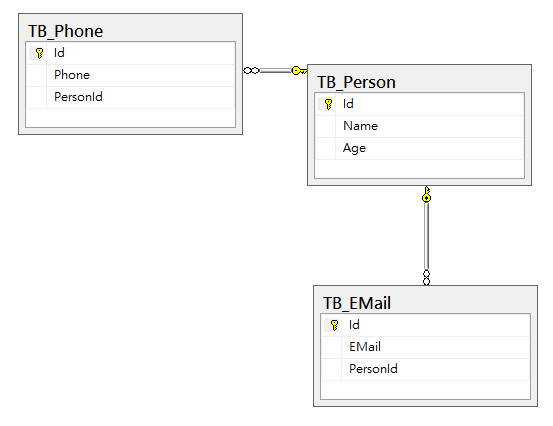 TB_Phone
Id
Phone
PersonId
TB_Person
Id
Name
Age
TB_EMail
Id
EMail
PersonId